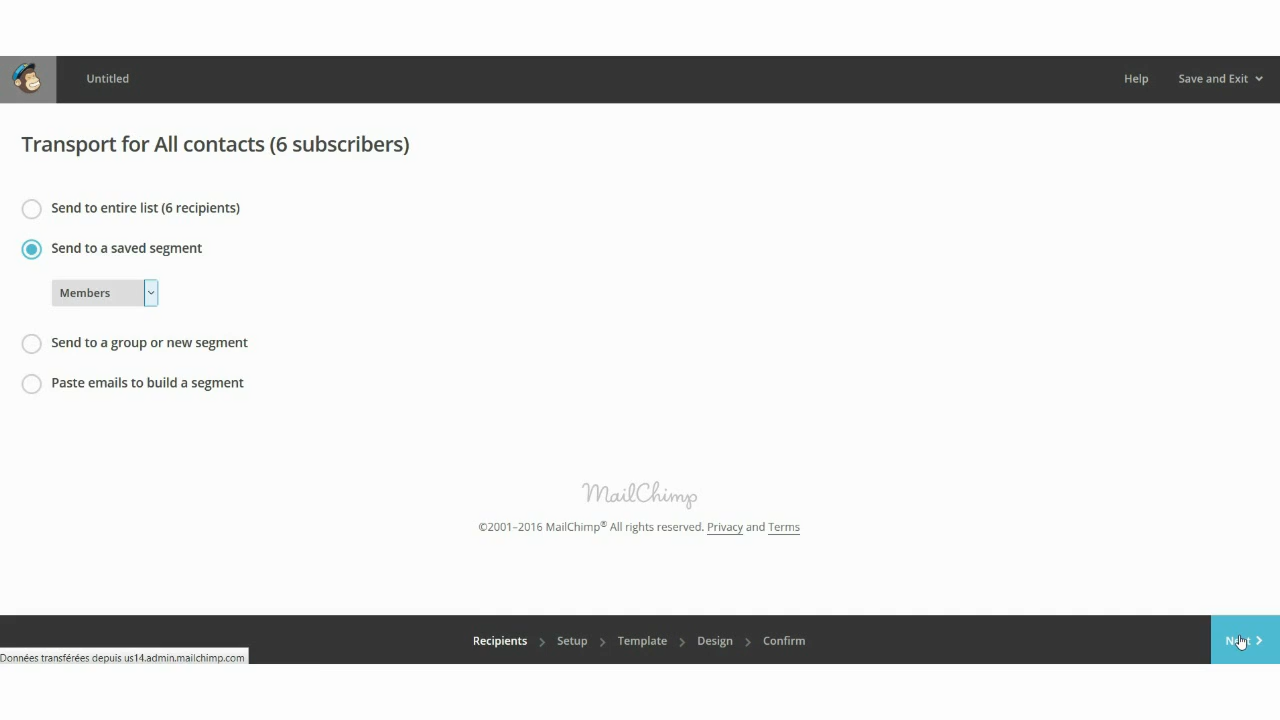 Untitled
Help
Save and Exit
Transport for All contacts (6 subscribers)
Send to entire list (6 recipients)
Send to a saved segment
Members
Send to a group or new segment
Paste emails to build a segment
MailChimp
©2001–2016 MailChimp® All rights reserved. Privacy and Terms
Recipients > Setup > Template > Design > Confirm
Next
Données transférées depuis us14.admin.mailchimp.com